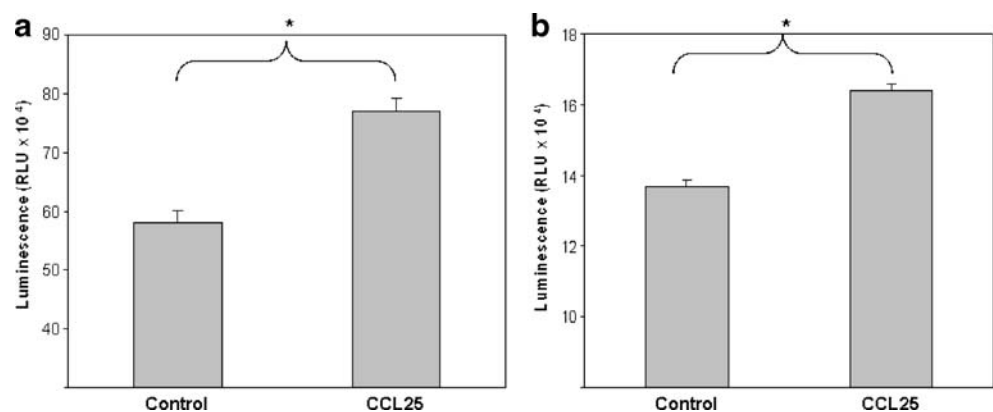 a
*
90
80
70
60
50
40
Luminescence (RLU x 10⁴)
Control CCL25
b
*
18
16
14
12
10
Luminescence (RLU x 10⁴)
Control CCL25